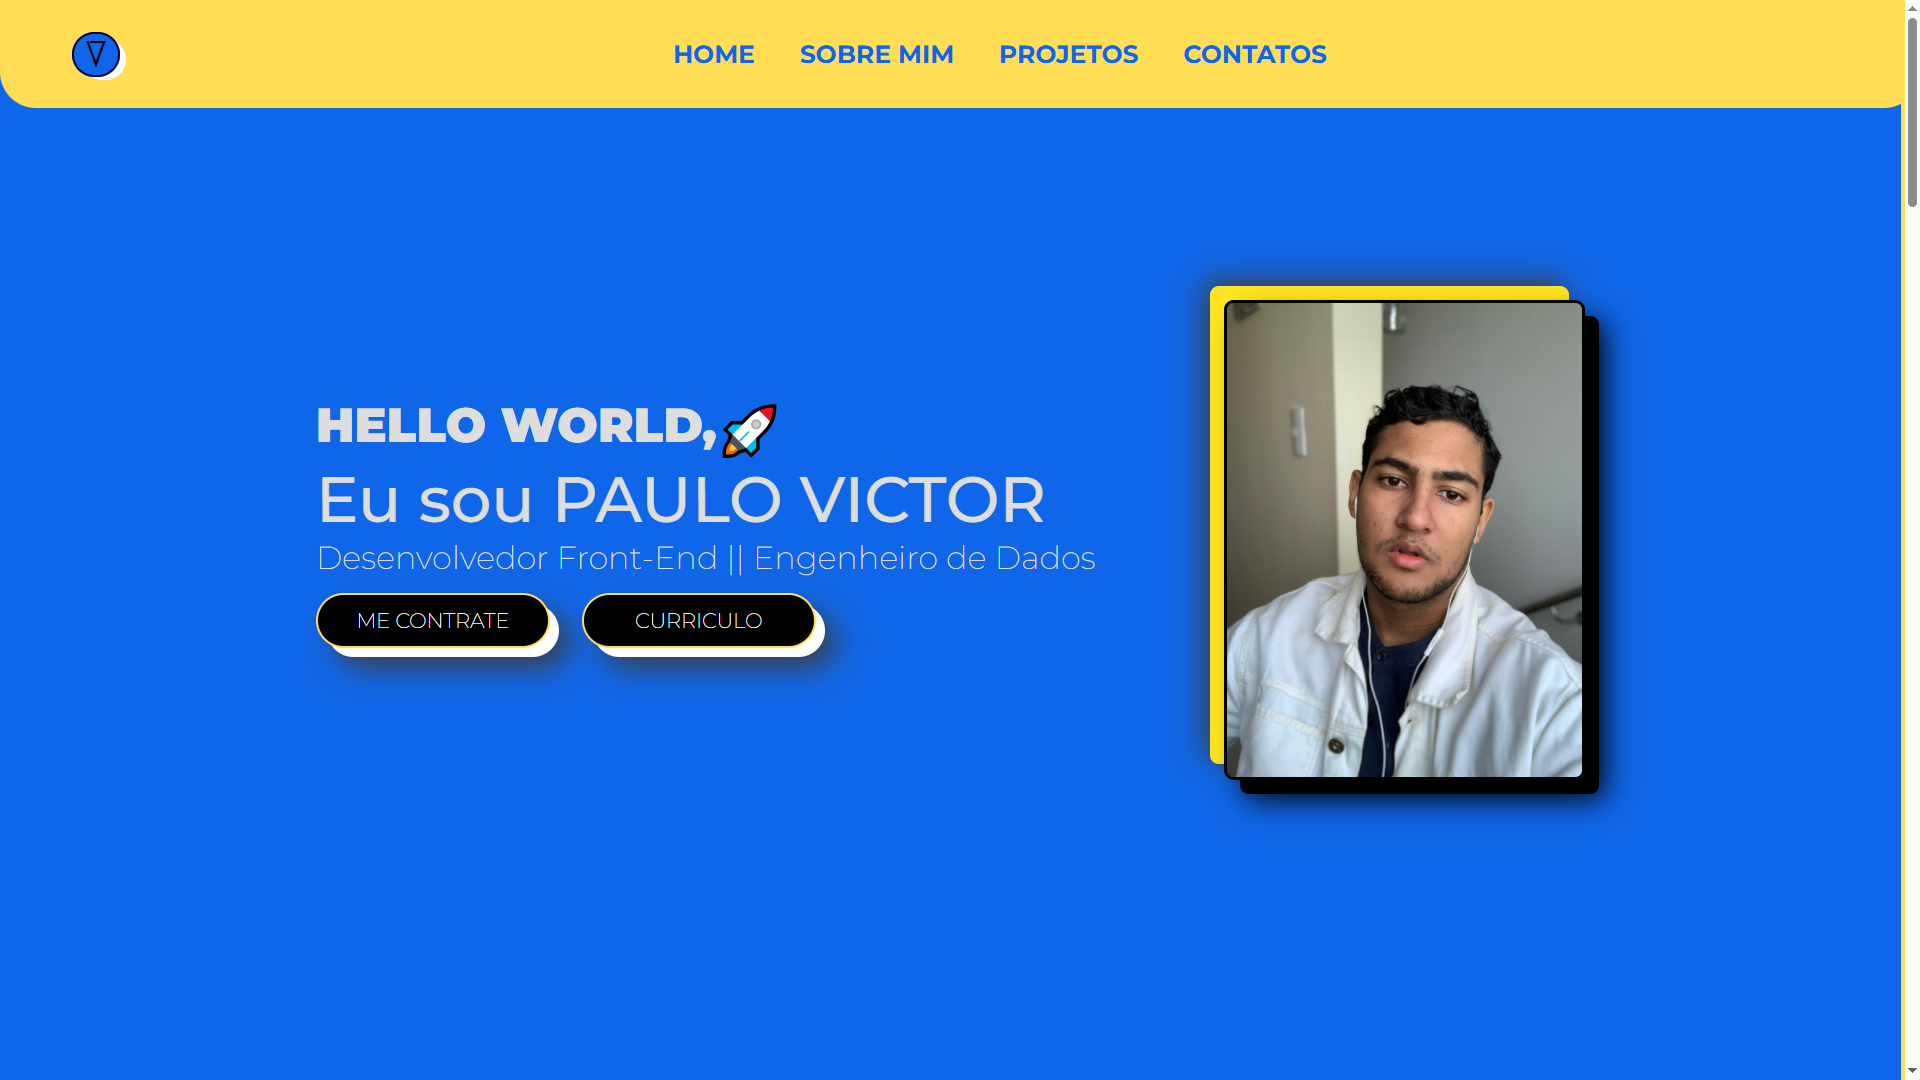 HOME SOBRE MIM PROJETOS CONTATOS
HELLO WORLD,🚀
Eu sou PAULO VICTOR
Desenvolvedor Front-End || Engenheiro de Dados
ME CONTRATE CURRICULO